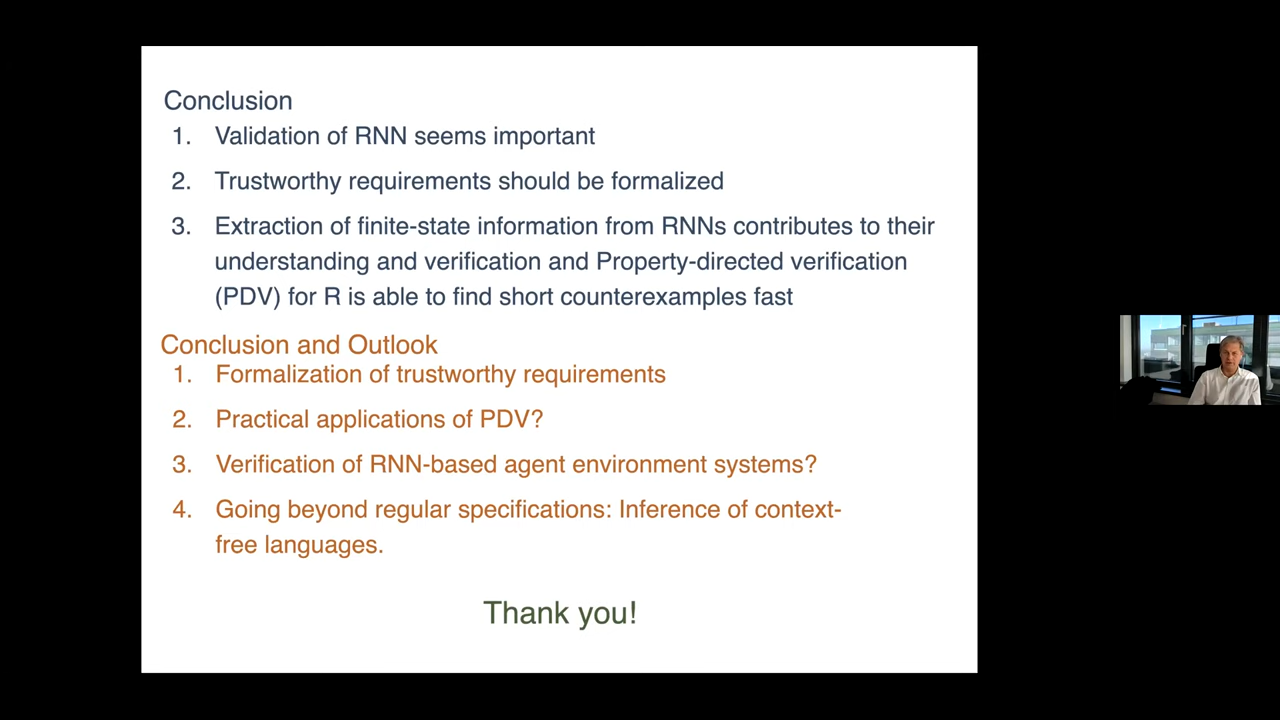 Conclusion
1. Validation of RNN seems important
2. Trustworthy requirements should be formalized
3. Extraction of finite-state information from RNNs contributes to their
understanding and verification and Property-directed verification
(PDV) for R is able to find short counterexamples fast
Conclusion and Outlook
1. Formalization of trustworthy requirements
2. Practical applications of PDV?
3. Verification of RNN-based agent environment systems?
4. Going beyond regular specifications: Inference of context-
free languages.
Thank you!